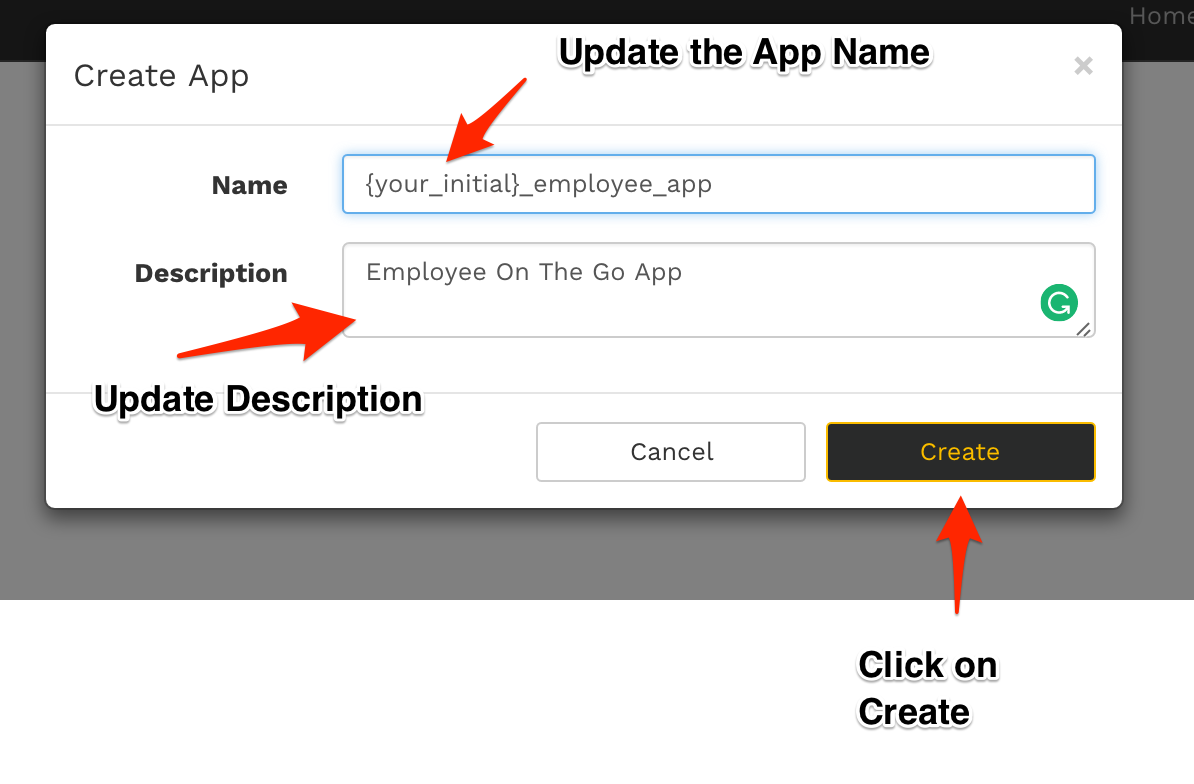 Home
Update the App Name
Create App
×
Name
{your_initial}_employee_app
Description
Employee On The Go App
Update Description
Cancel
Create
Click on
Create